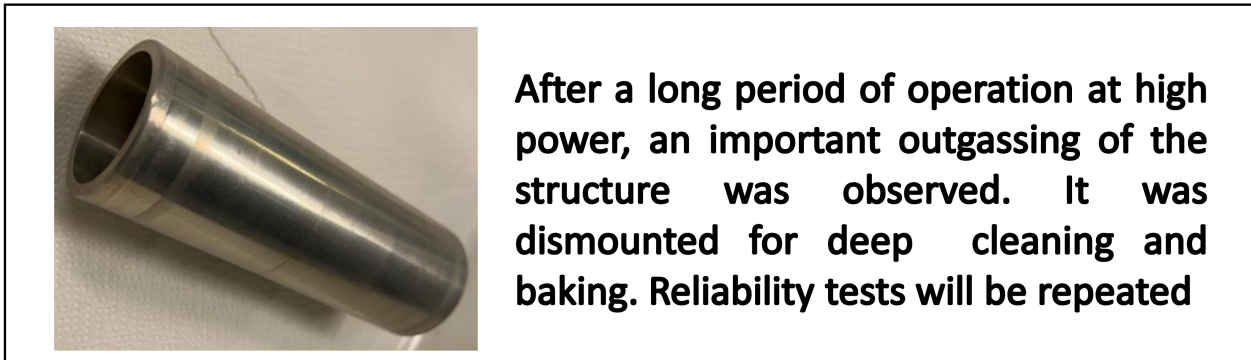 After a long period of operation at high
power, an important outgassing of the
structure was observed. It was
dismounted for deep cleaning and
baking. Reliability tests will be repeated